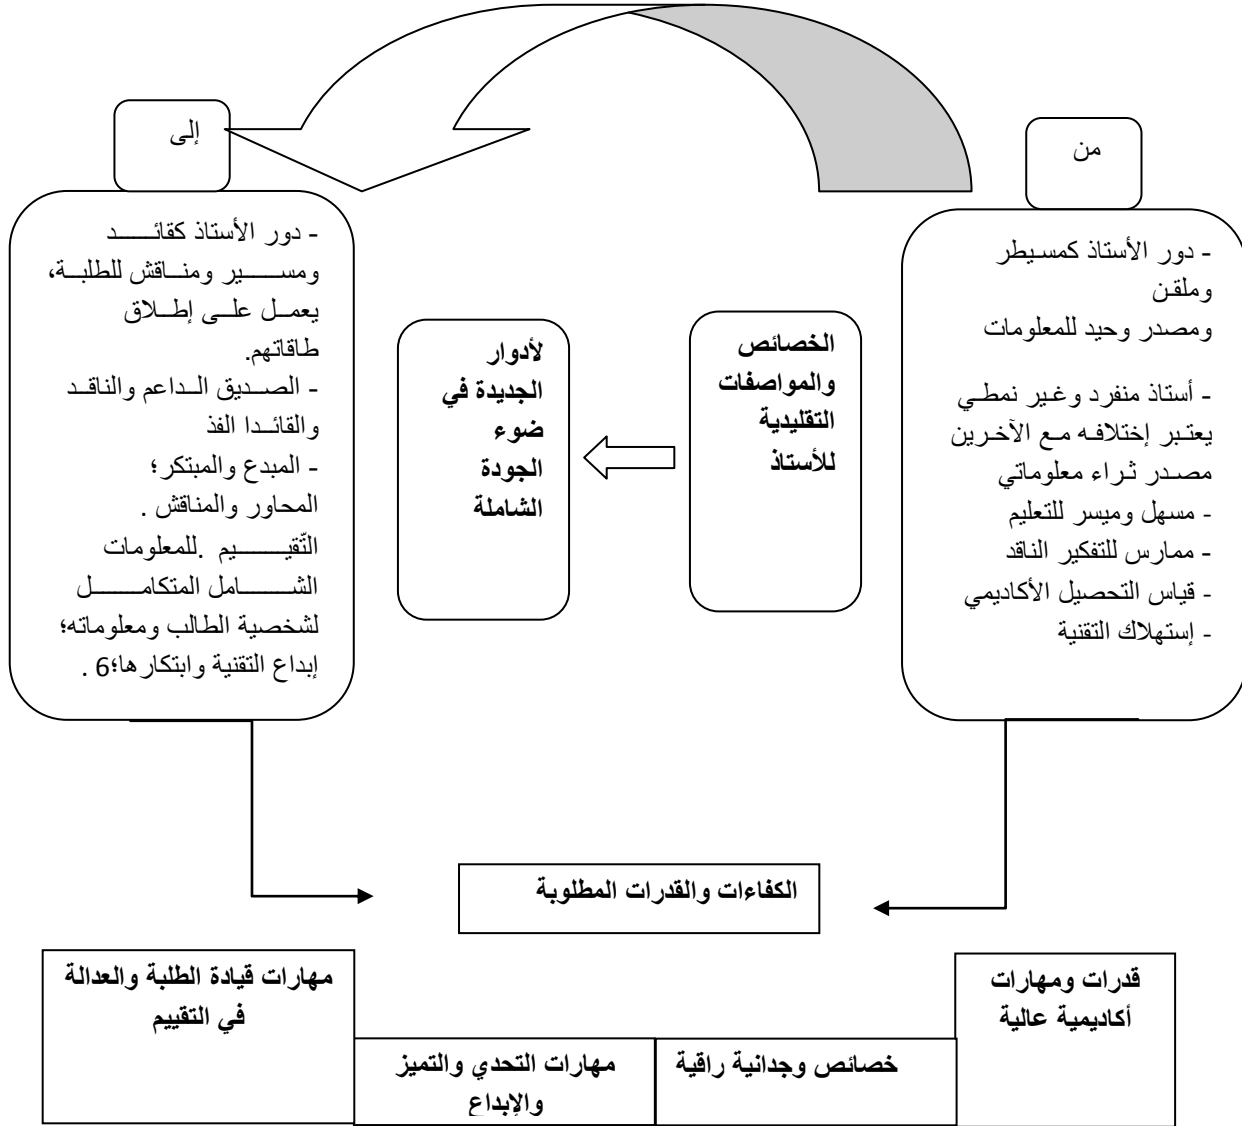 من
- دور الأستاذ كمسيطر
وملقن
ومصدر وحيد للمعلومات
- أستاذ منفرد وغير نمطي
يعتبر إختلافه مع الآخرين
مصدر ثراء معلوماتي
- مسهل وميسر للتعليم
- ممارس للتفكير الناقد
- قياس التحصيل الأكاديمي
- إستهلاك التقنية
الخصائص
والمواصفات
التقليدية
للأستاذ
لأدوار
الجديدة في
ضوء
الجودة
الشاملة
إلى
- دور الأستاذ كقائد
ومسير ومناقش للطلبة،
يعمل على إطلاق
طاقاتهم.
- الصديق الداعم والناقد
والقائدا الفذ
- المبدع والمبتكر؛
المحاور والمناقش .
التّقييم .للمعلومات
الشامل المتكامل
لشخصية الطالب ومعلوماته؛
إبداع التقنية وابتكارها؛6 .
الكفاءات والقدرات المطلوبة
قدرات ومهارات
أكاديمية عالية
خصائص وجدانية راقية
مهارات التحدي والتميز
والإبداع
مهارات قيادة الطلبة والعدالة
في التقييم